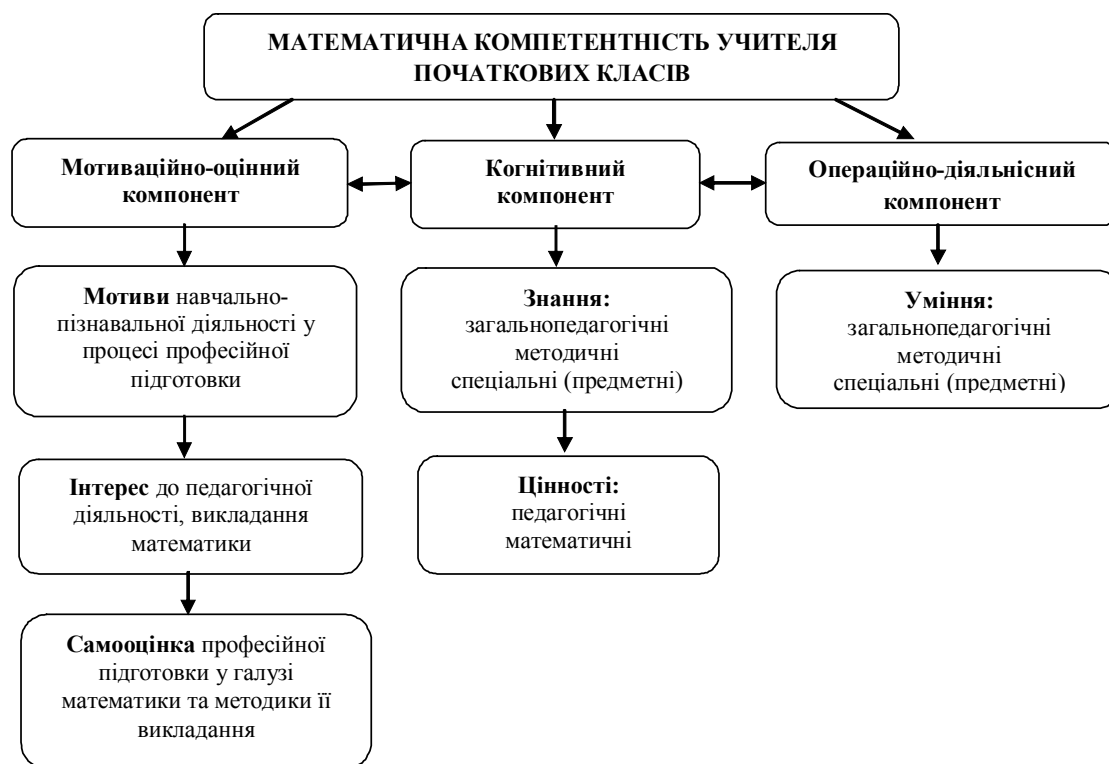 МАТЕМАТИЧНА КОМПЕТЕНТНІСТЬ УЧИТЕЛЯ
ПОЧАТКОВИХ КЛАСІВ
Мотиваційно-оцінний
компонент
Когнітивний
компонент
Операційно-діяльнісний
компонент
Мотиви навчально-
пізнавальної діяльності у
процесі професійної
підготовки
Знання:
загальнопедагогічні
методичні
спеціальні (предметні)
Уміння:
загальнопедагогічні
методичні
спеціальні (предметні)
Інтерес до педагогічної
діяльності, викладання
математики
Цінності:
педагогічні
математичні
Самооцінка професійної
підготовки у галузі
математики та методики її
викладання